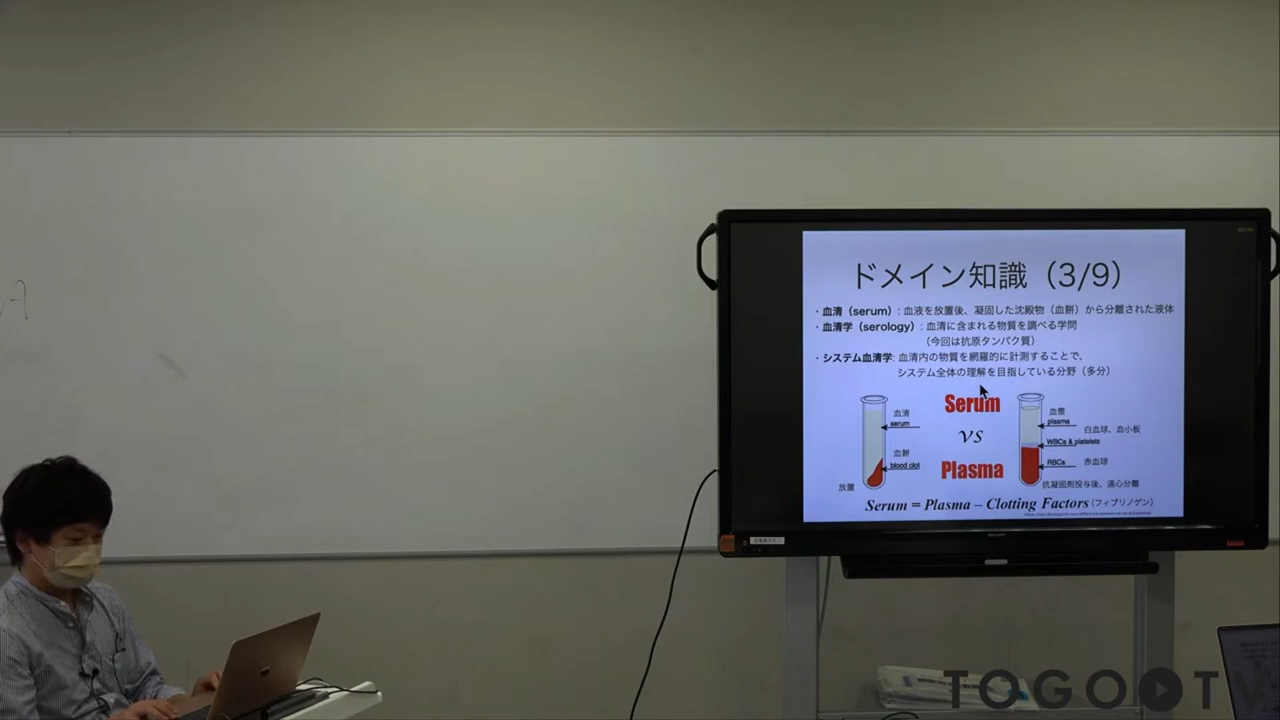 ドメイン知識（3/9）
・血清（serum）: 血液を放置後、凝固した沈殿物（血餅）から分離された液体
・血清学（serology）: 血清に含まれる物質を調べる学問
（今回は抗原タンパク質）
・システム血清学: 血清内の物質を網羅的に計測することで、
システム全体の理解を目指している分野（多分）
血清
serum
血餅
blood clot
放置
Serum
vs
Plasma
血漿
plasma
白血球、血小板
WBCs & platelets
RBCs
赤血球
抗凝固剤投与後、遠心分離
Serum = Plasma – Clotting Factors（フィブリノゲン）
TOGO TV